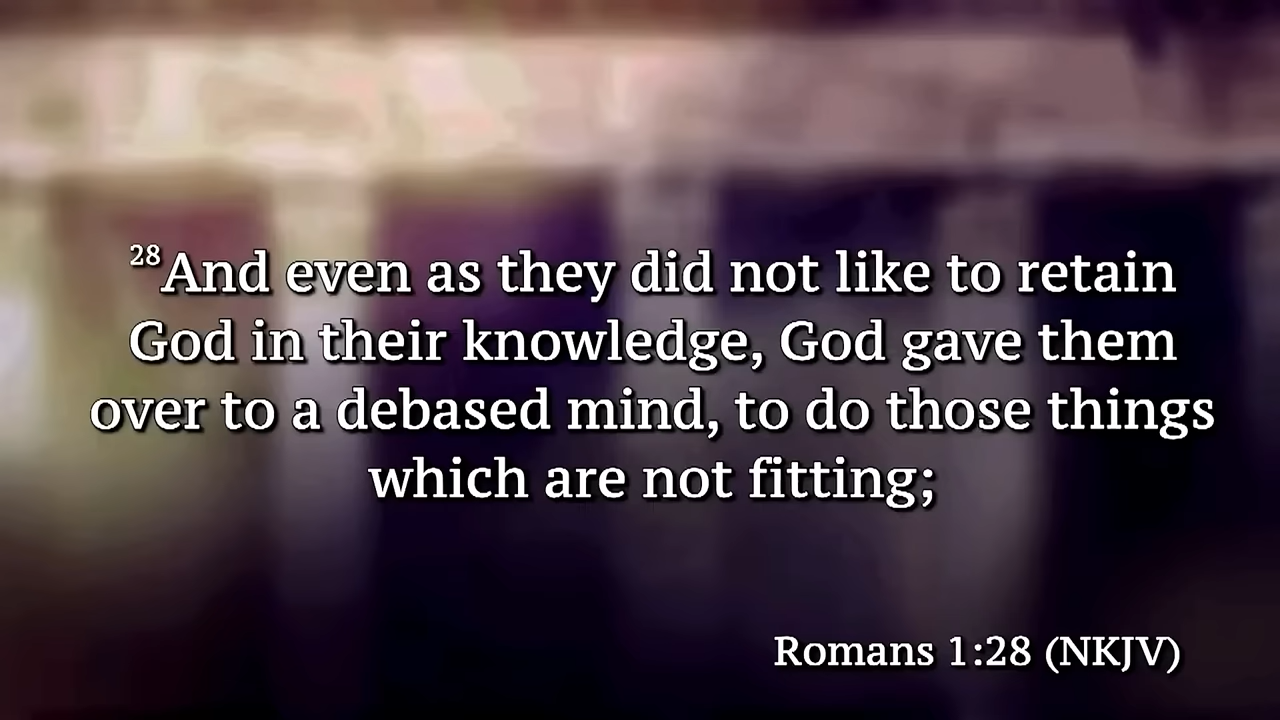 28And even as they did not like to retain
God in their knowledge, God gave them
over to a debased mind, to do those things
which are not fitting;
Romans 1:28 (NKJV)